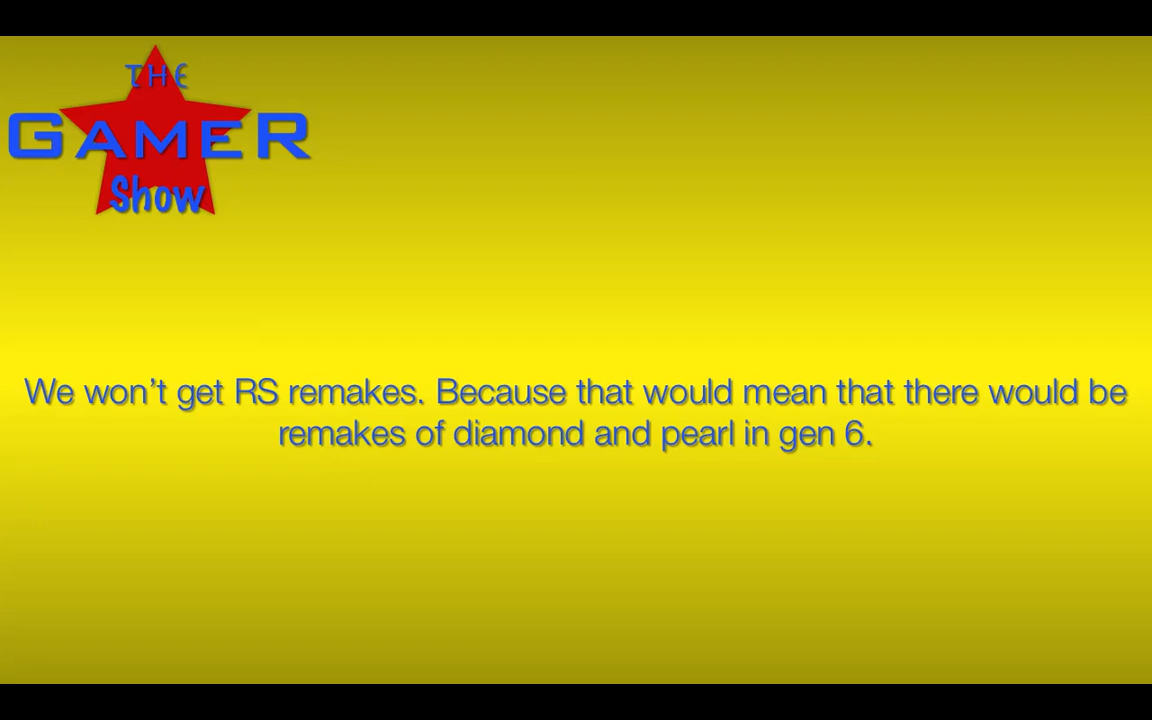 THE
GAMER
Show
We won't get RS remakes. Because that would mean that there would be
remakes of diamond and pearl in gen 6.